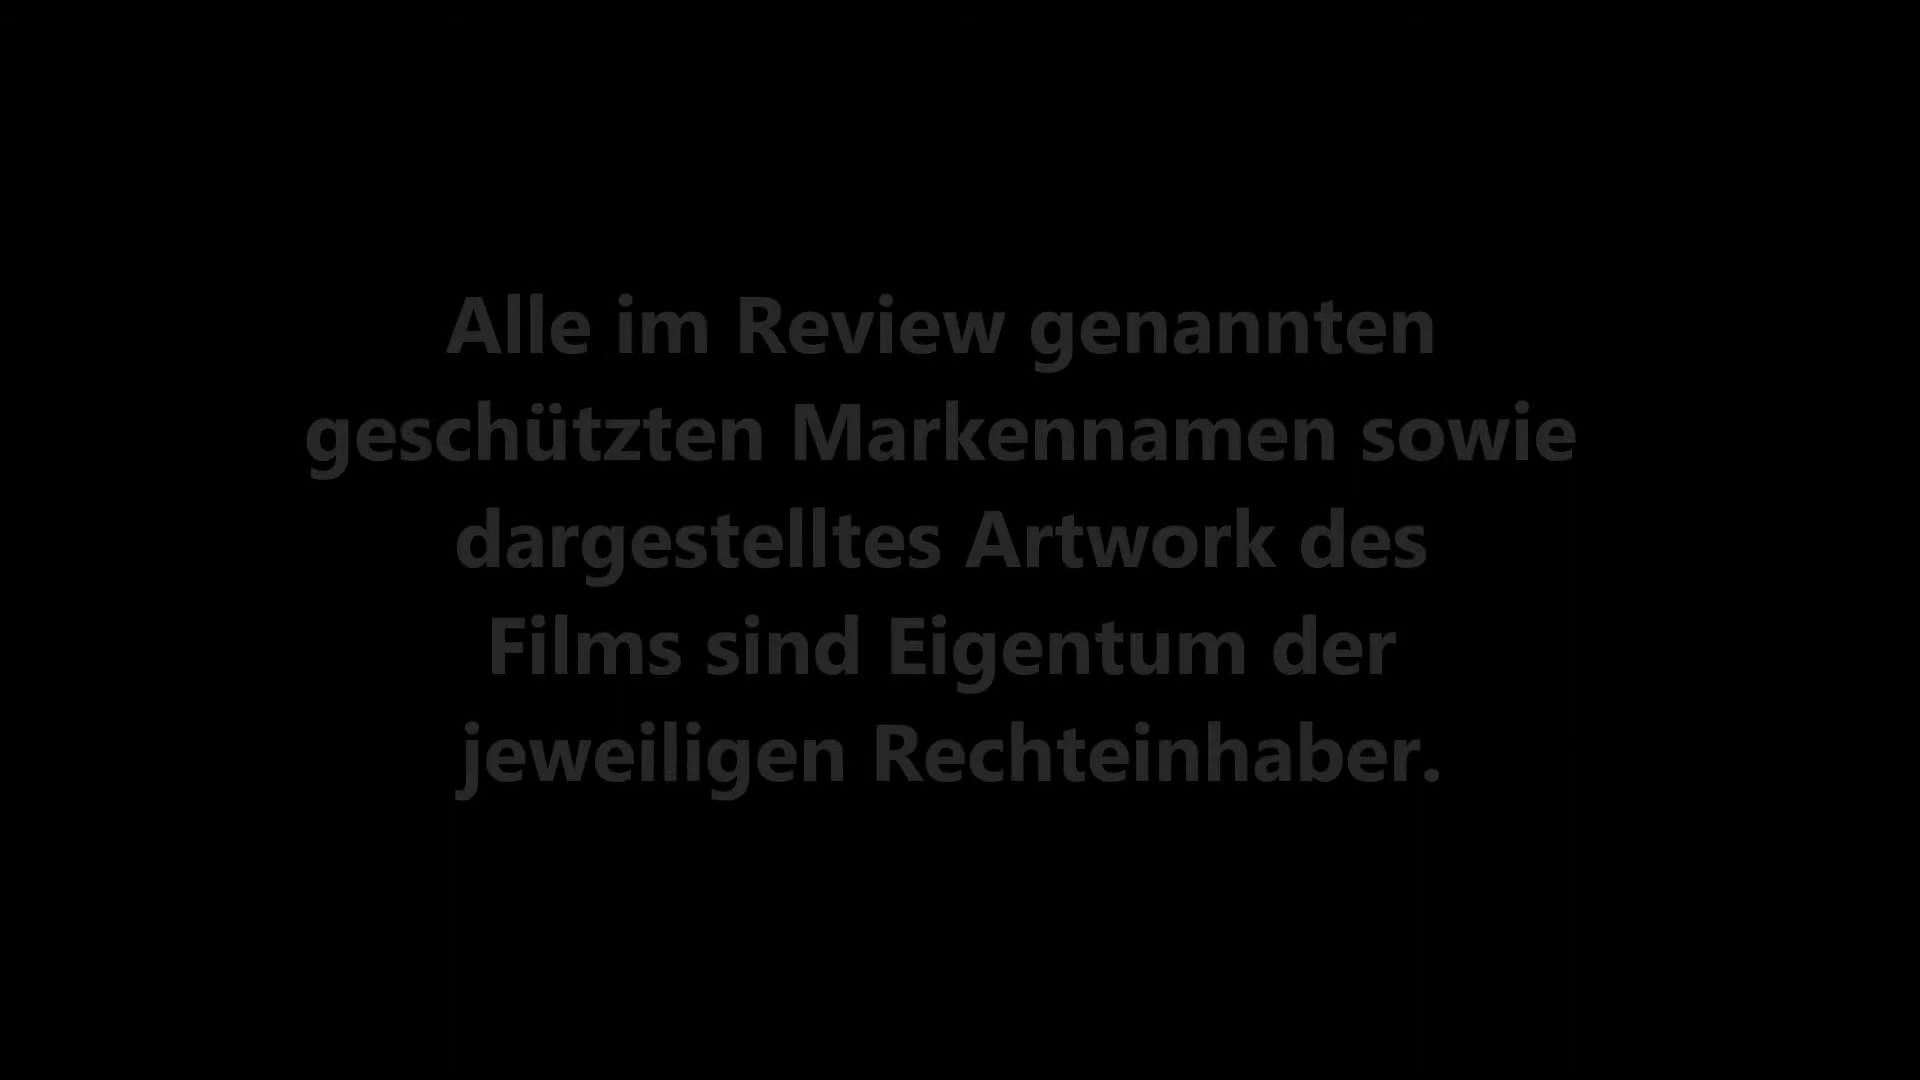 Alle im Review genannten
geschützten Markennamen sowie
dargestelltes Artwork des
Films sind Eigentum der
jeweiligen Rechteinhaber.